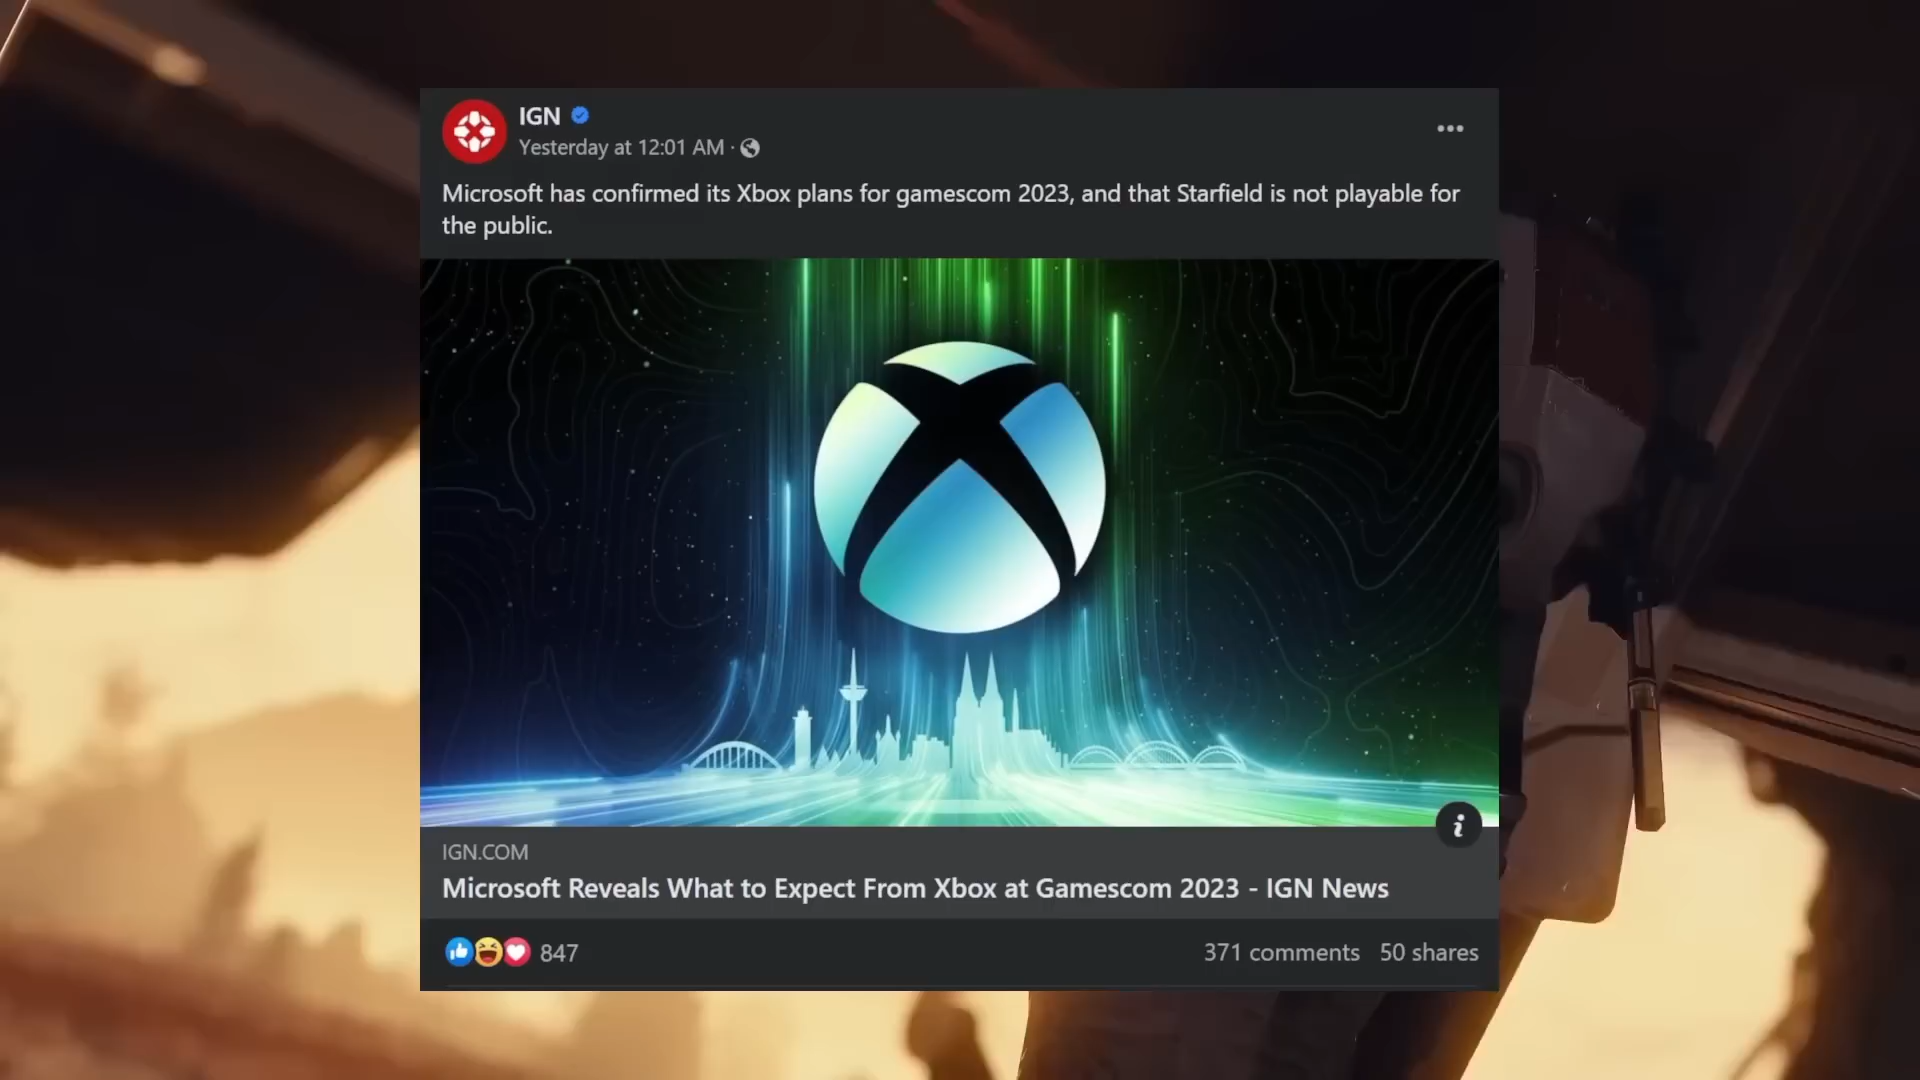 IGN
Yesterday at 12:01 AM ·
Microsoft has confirmed its Xbox plans for gamescom 2023, and that Starfield is not playable for
the public.
IGN.COM
Microsoft Reveals What to Expect From Xbox at Gamescom 2023 - IGN News
847
371 comments 50 shares